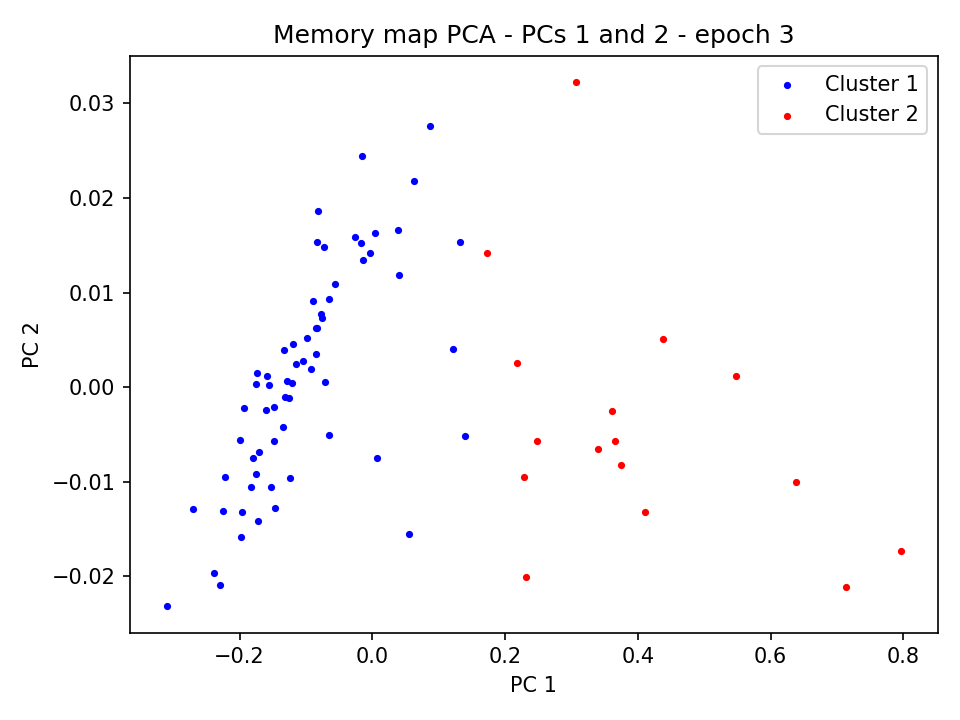 Memory map PCA - PCs 1 and 2 - epoch 3
Cluster 1
Cluster 2
0.03
0.02
0.01
0.00
−0.01
−0.02
PC 2
−0.2
0.0
0.2
0.4
0.6
0.8
PC 1